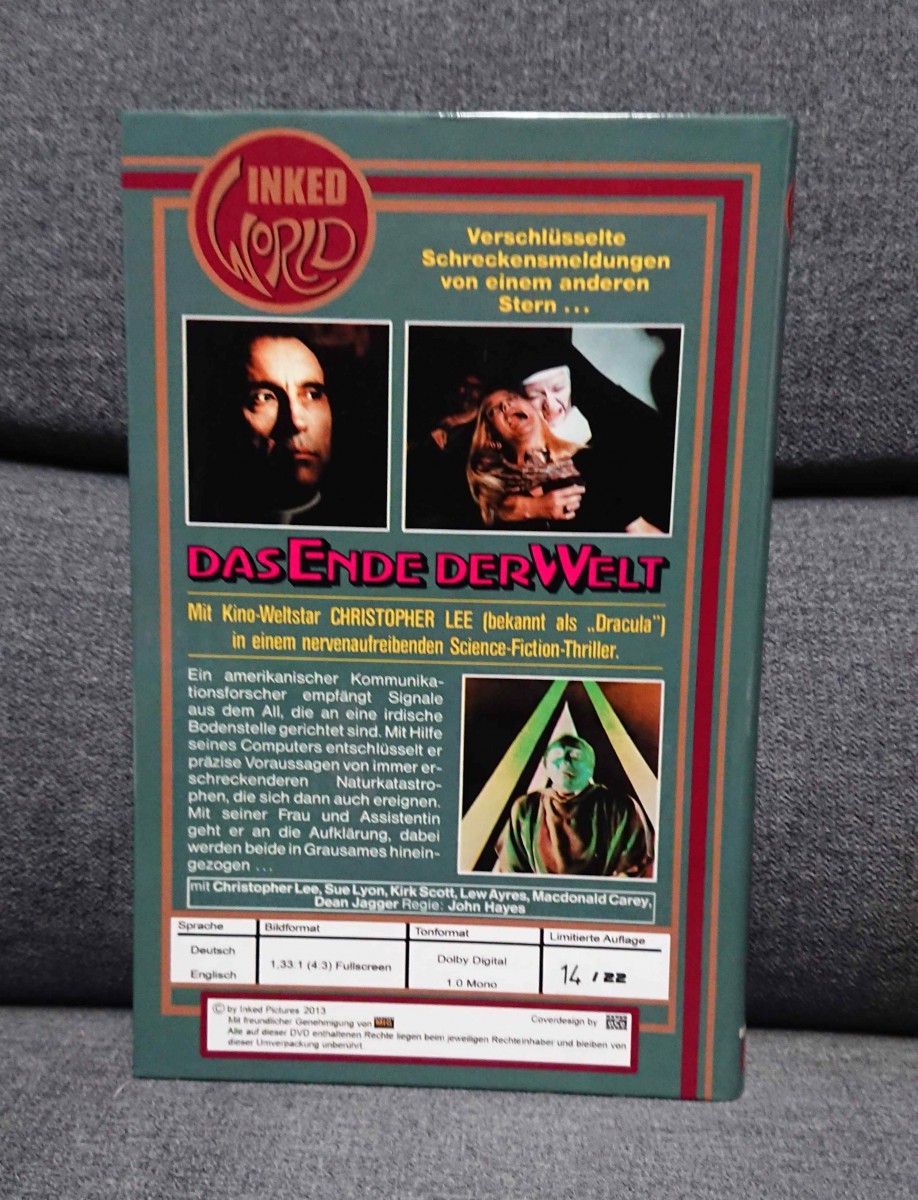 INKED
WORLD
Verschlüsselte
Schreckensmeldungen
von einem anderen
Stern ...
DAS ENDE DER WELT
Mit Kino-Weltstar CHRISTOPHER LEE (bekannt als „Dracula”)
in einem nervenaufreibenden Science-Fiction-Thriller.
Ein amerikanischer Kommunika-
tionsforscher empfängt Signale
aus dem All, die an eine irdische
Bodenstelle gerichtet sind. Mit Hilfe
seines Computers entschlüsselt er
präzise Voraussagen von immer er-
schreckenderen Naturkatastro-
phen, die sich dann auch ereignen.
Mit seiner Frau und Assistentin
geht er an die Aufklärung, dabei
werden beide in Grausames hinein-
gezogen ...
mit Christopher Lee, Sue Lyon, Kirk Scott, Lew Ayres, Macdonald Carey,
Dean Jagger Regie: John Hayes
Sprache Bildformat Tonformat Limitierte Auflage
Deutsch
Englisch
1.33:1 (4:3) Fullscreen
Dolby Digital
1.0 Mono
14 / 22
© by Inked Pictures 2013
Mit freundlicher Genehmigung von MIG
Coverdesign by
Alle auf dieser DVD enthaltenen Rechte liegen beim jeweiligen Rechteinhaber und bleiben von
dieser Umverpackung unberührt.